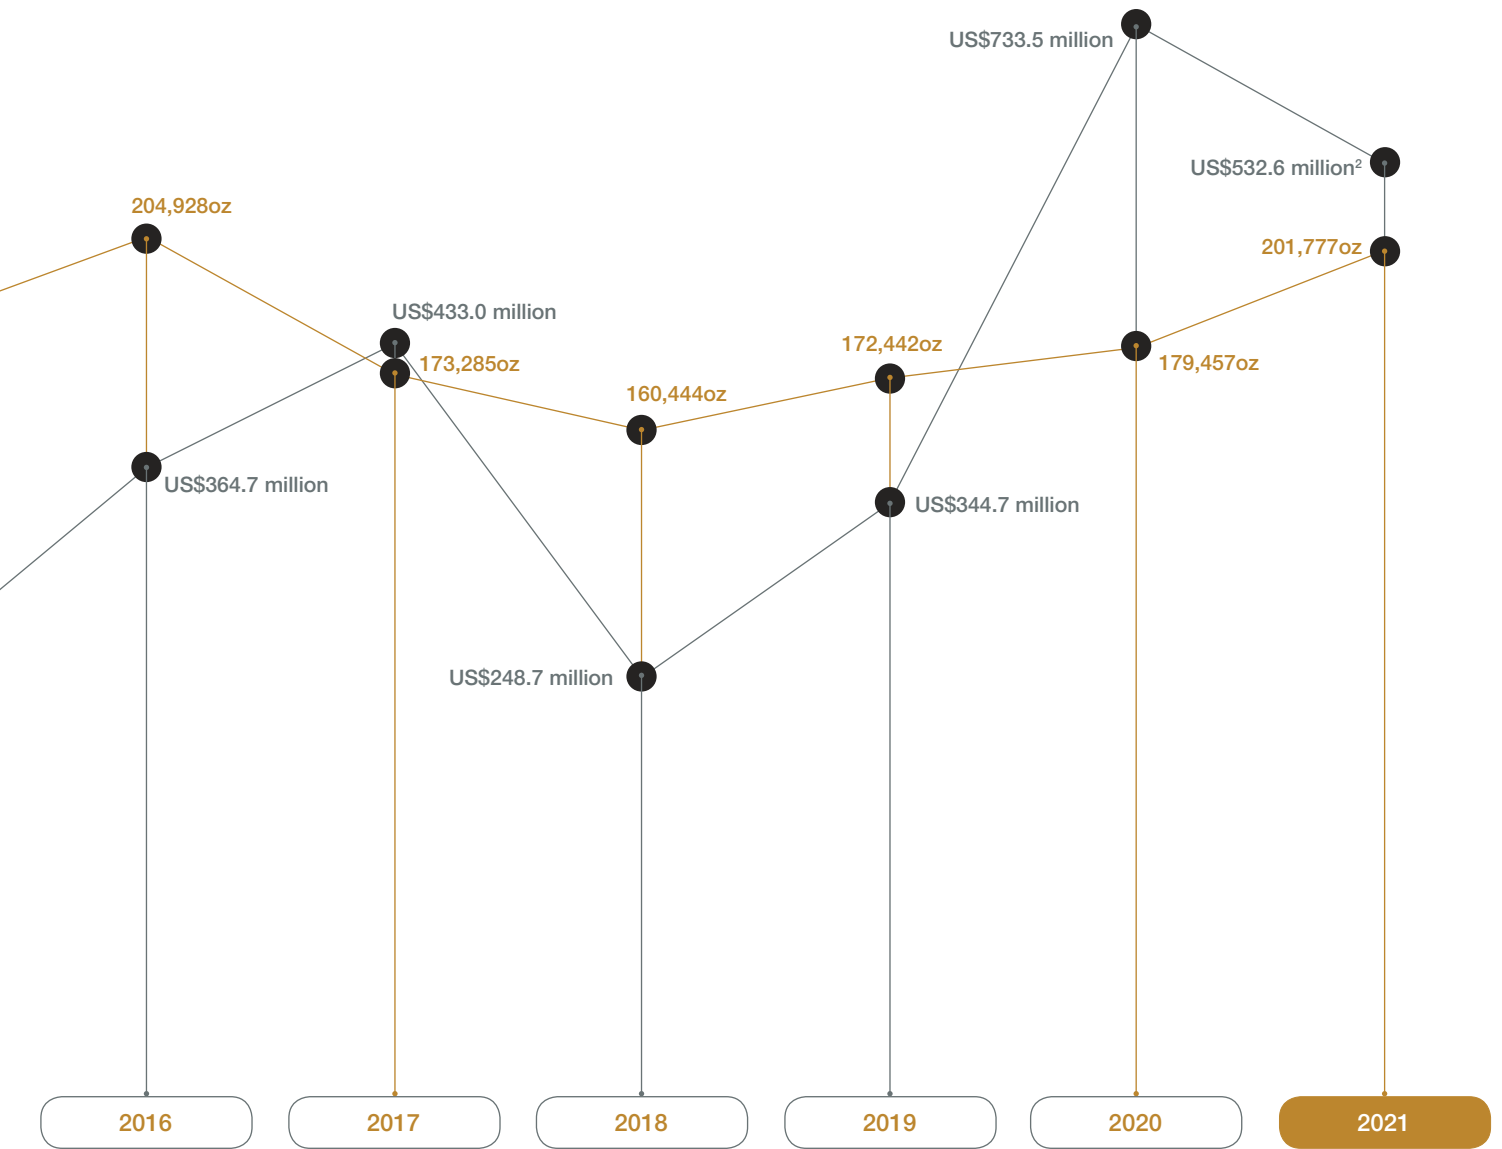 US$733.5 million
US$532.6 million²
204,928oz
201,777oz
US$433.0 million
172,442oz
173,285oz
179,457oz
160,444oz
US$364.7 million
US$344.7 million
US$248.7 million
2016
2017
2018
2019
2020
2021